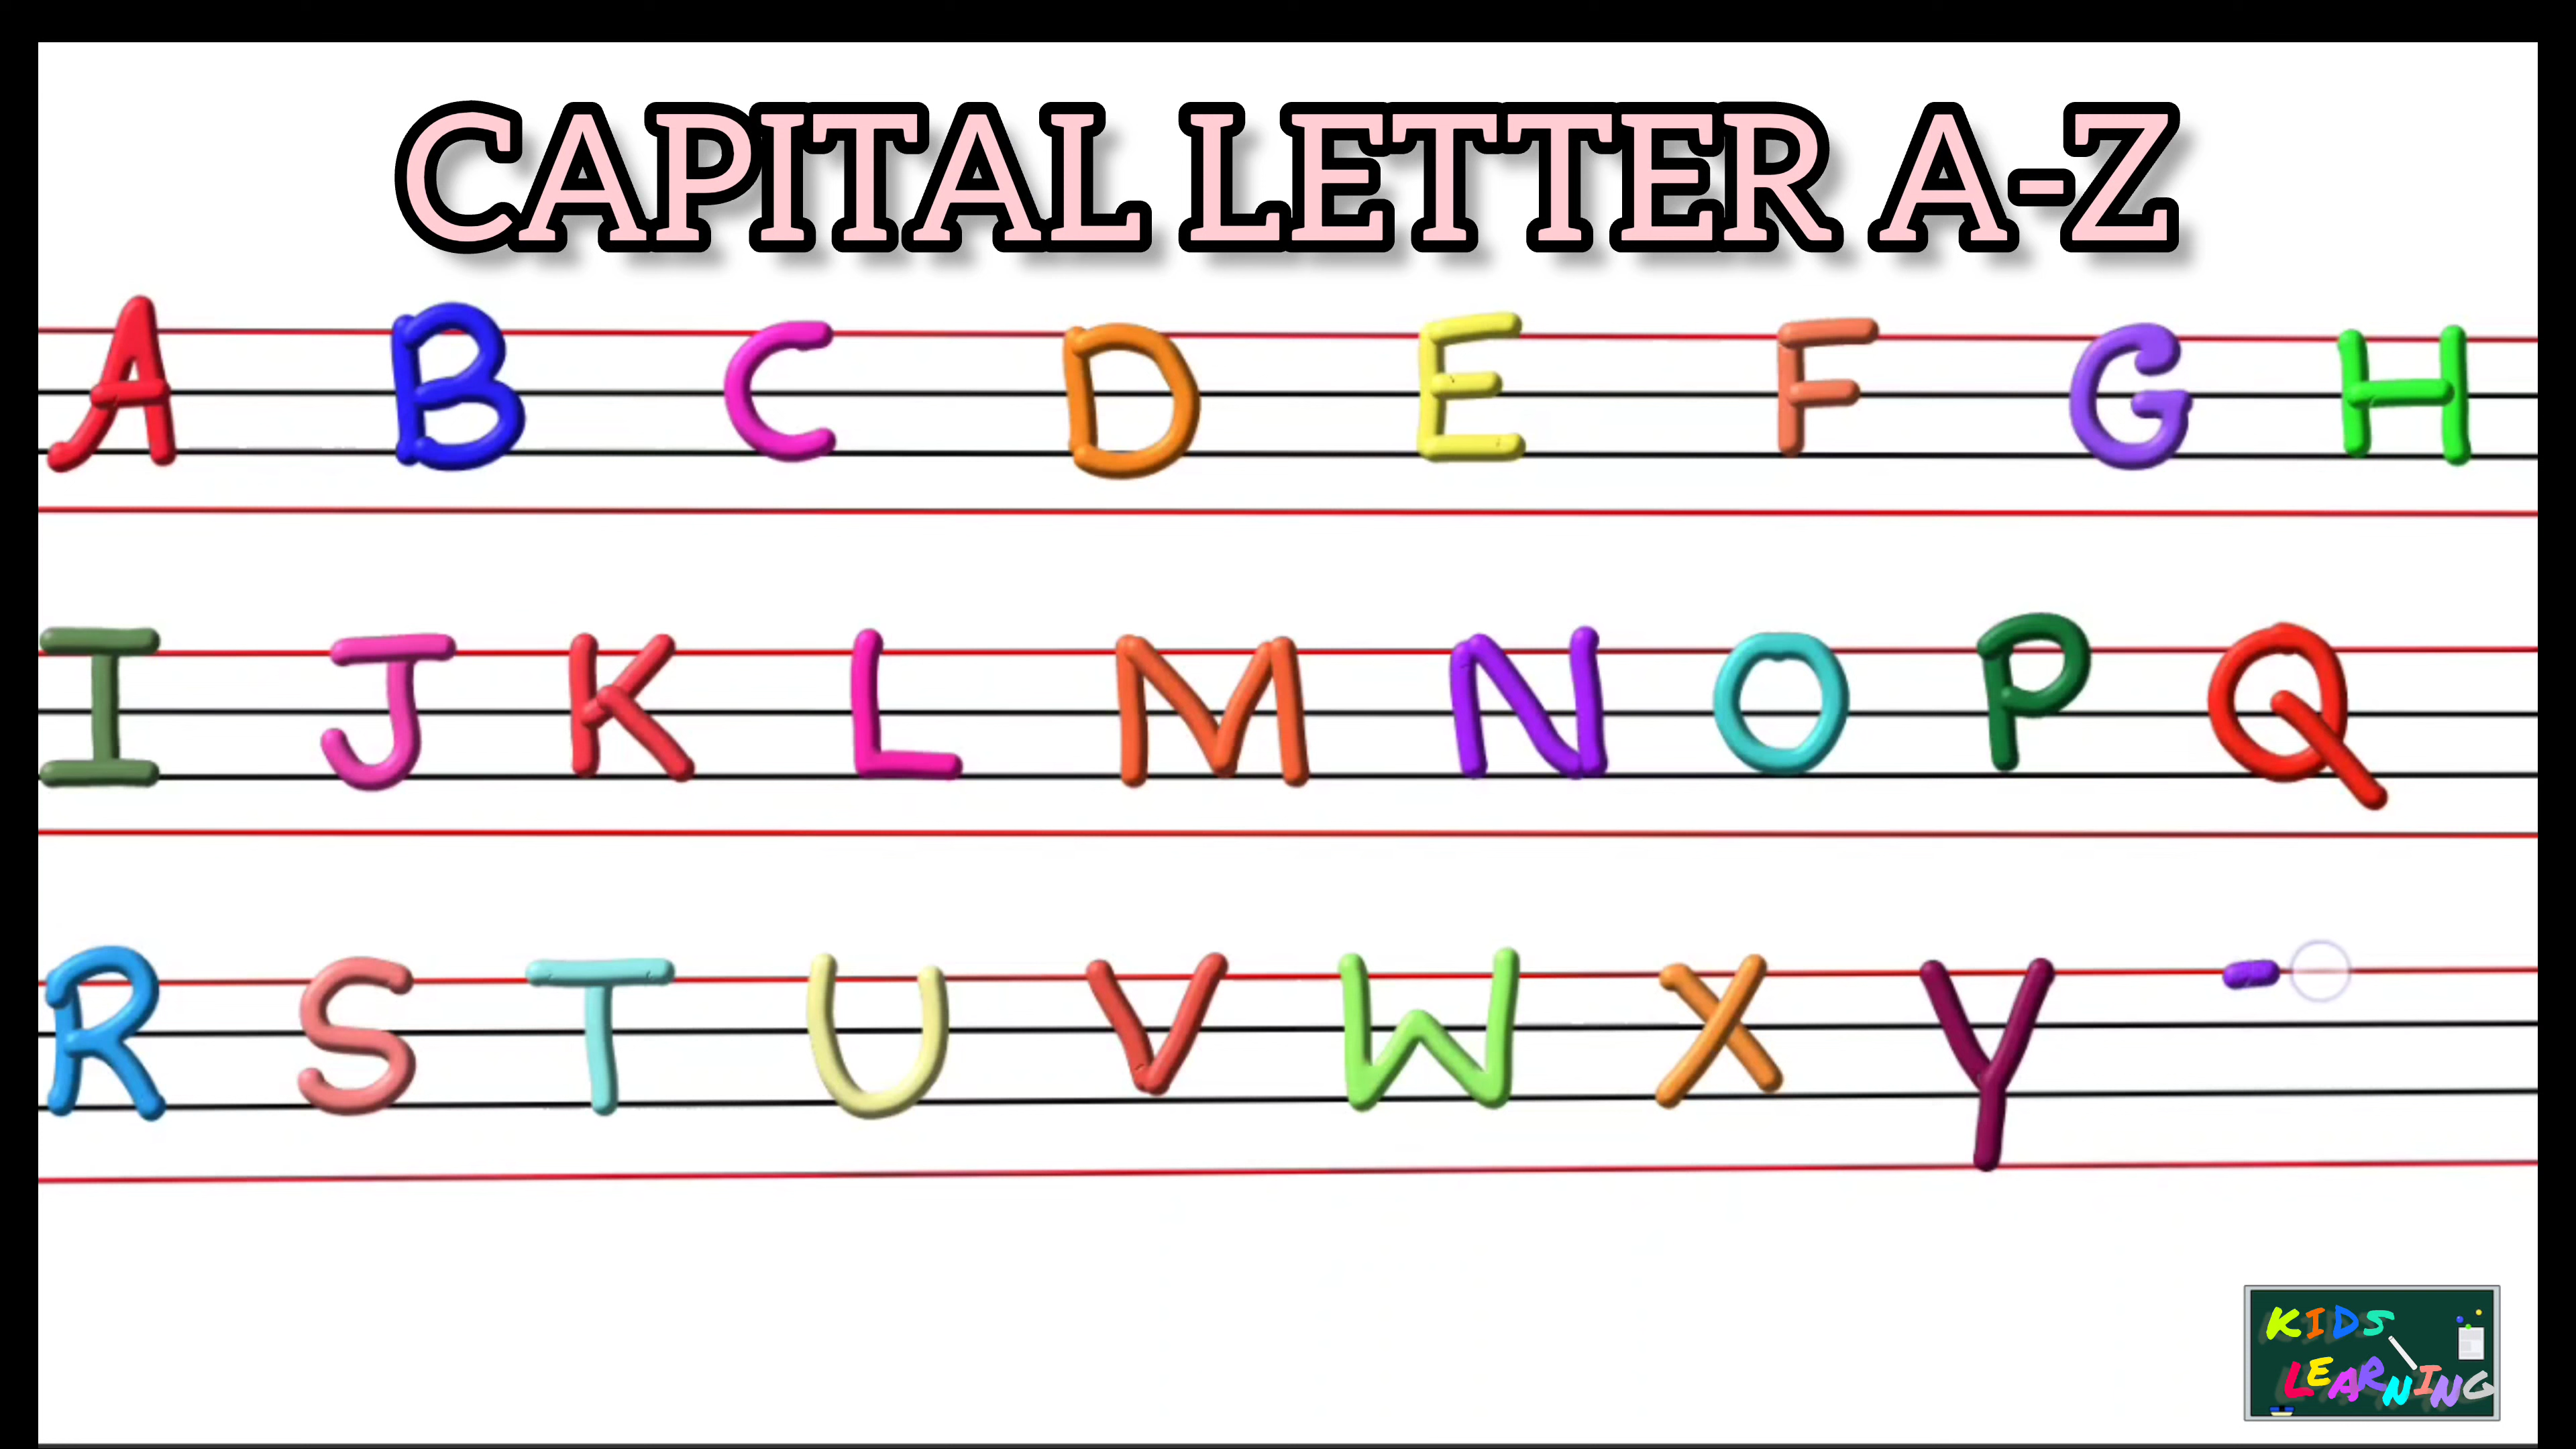 CAPITAL LETTER A-Z
A B C D E F G H
I J K L M N O P Q
R S T U V W X Y
KIDS
LEARNING